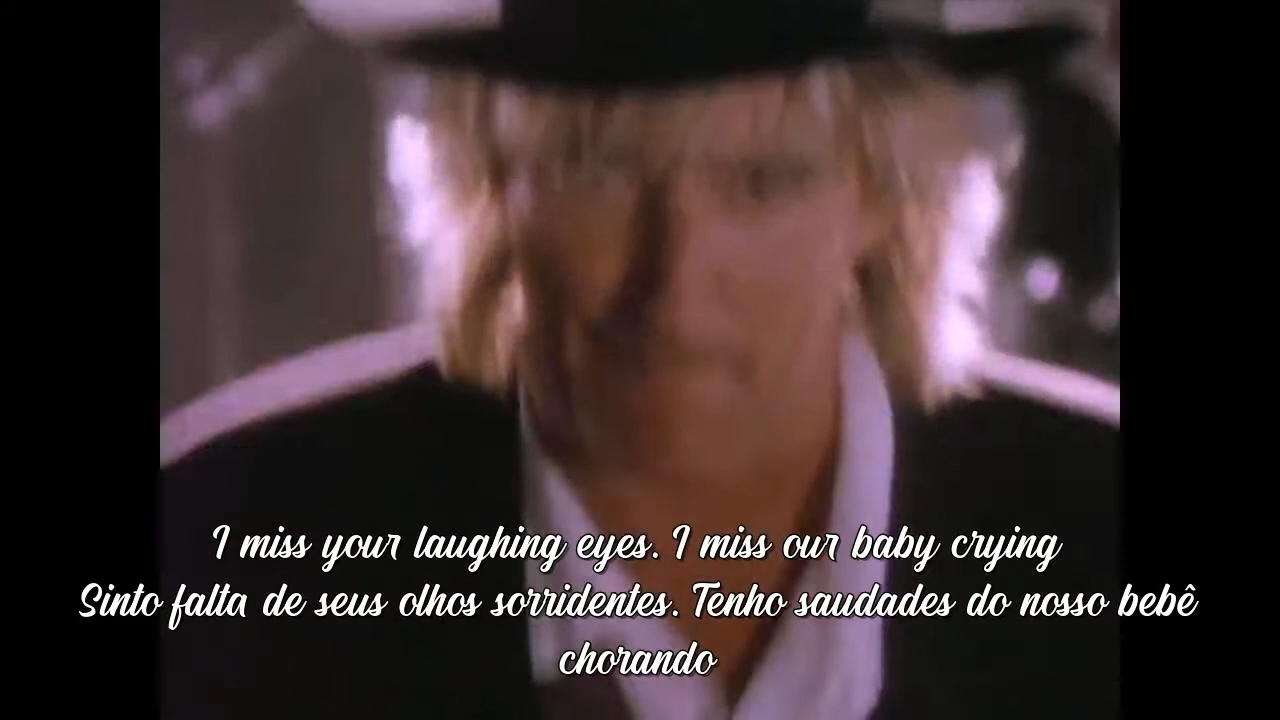 I miss your laughing eyes. I miss our baby crying
Sinto falta de seus olhos sorridentes. Tenho saudades do nosso bebê
chorando